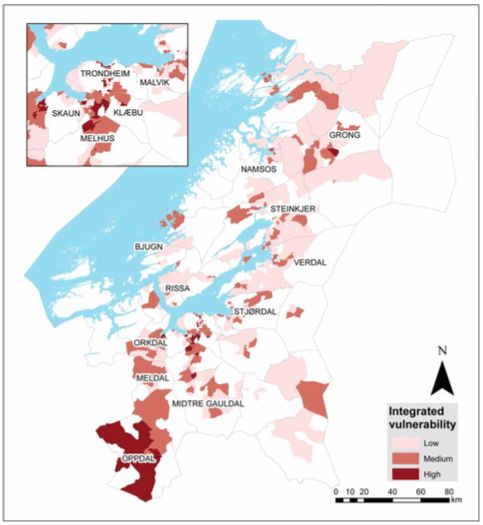 TRONDHEIM
MALVIK
SKAUN
KLÆBU
MELHUS
GRONG
NAMSOS
STEINKJER
BJUGN
VERDAL
RISSA
STJØRDAL
ORKDAL
MELDAL
MIDTRE GAULDAL
OPPDAL
N
Integrated
vulnerability
Low
Medium
High
0 10 20 40 60 80
km